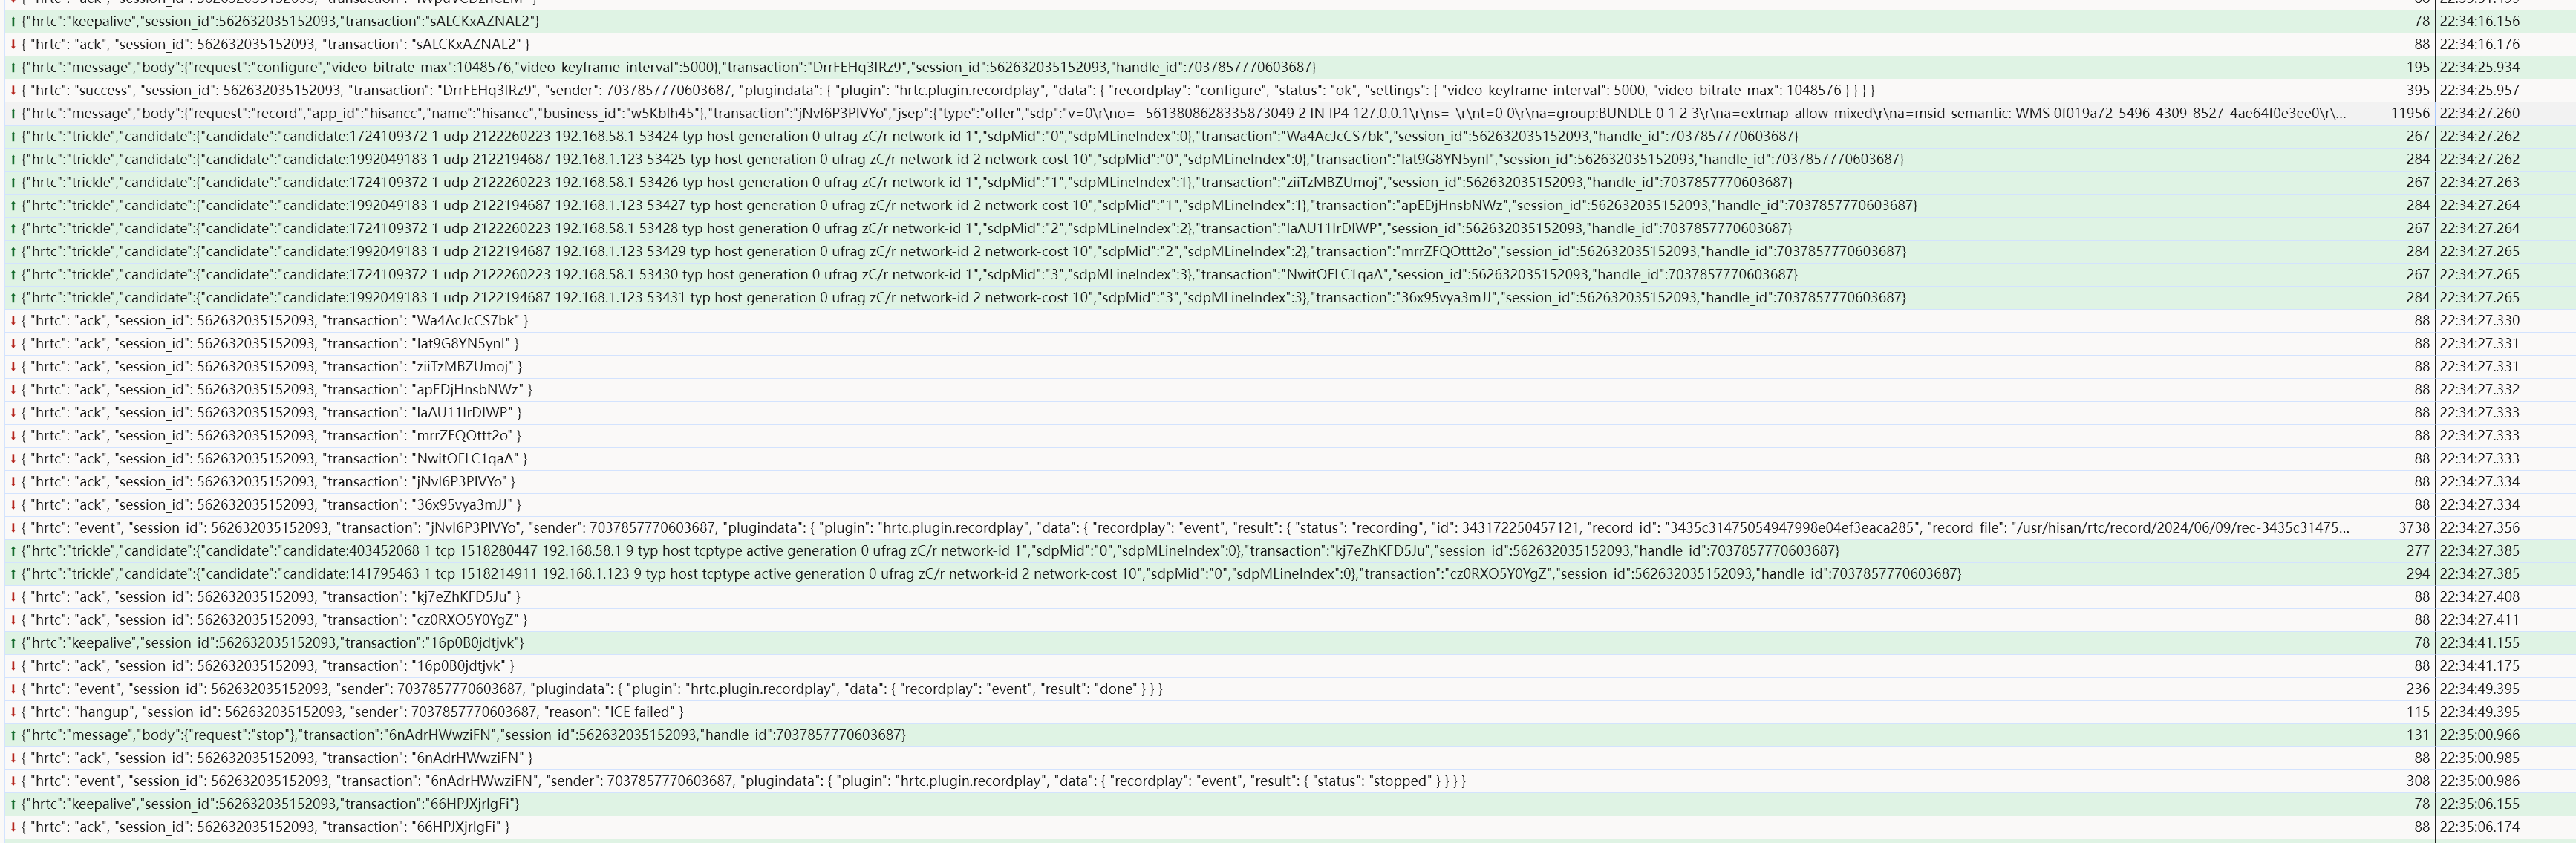 {"hrtc":"keepalive","session_id":562632035152093,"transaction":"sALCKxAZNAL2"} 78 22:34:16.156
{ "hrtc": "ack", "session_id": 562632035152093, "transaction": "sALCKxAZNAL2" } 88 22:34:16.176
{"hrtc":"message","body":{"request":"configure","video-bitrate-max":1048576,"video-keyframe-interval":5000},"transaction":"DrrFEHq3IRz9","session_id":562632035152093,"handle_id":7037857770603687} 195 22:34:25.934
{ "hrtc": "success", "session_id": 562632035152093, "transaction": "DrrFEHq3IRz9", "sender": 7037857770603687, "plugindata": { "plugin": "hrtc.plugin.recordplay", "data": { "recordplay": "configure", "status": "ok", "settings": { "video-keyframe-interval": 5000, "video-bitrate-max": 1048576 } } } } 395 22:34:25.957
{"hrtc":"message","body":{"request":"record","app_id":"hisancc","name":"hisancc","business_id":"w5KbIh45"},"transaction":"jNvI6P3PIVYo","jsep":{"type":"offer","sdp":"v=0\r\no=- 5613808628335873049 2 IN IP4 127.0.0.1\r\ns=-\r\nt=0 0\r\na=group:BUNDLE 0 1 2 3\r\na=extmap-allow-mixed\r\na=msid-semantic: WMS 0f019a72-5496-4309-8527-4ae64f0e3ee0\r\... 11956 22:34:27.260
{"hrtc":"trickle","candidate":{"candidate":"candidate:1724109372 1 udp 2122260223 192.168.58.1 53424 typ host generation 0 ufrag zC/r network-id 1","sdpMid":"0","sdpMLineIndex":0},"transaction":"Wa4AcJcCS7bk","session_id":562632035152093,"handle_id":7037857770603687} 267 22:34:27.262
{"hrtc":"trickle","candidate":{"candidate":"candidate:1992049183 1 udp 2122194687 192.168.1.123 53425 typ host generation 0 ufrag zC/r network-id 2 network-cost 10","sdpMid":"0","sdpMLineIndex":0},"transaction":"Iat9G8YN5ynI","session_id":562632035152093,"handle_id":7037857770603687} 284 22:34:27.262
{"hrtc":"trickle","candidate":{"candidate":"candidate:1724109372 1 udp 2122260223 192.168.58.1 53426 typ host generation 0 ufrag zC/r network-id 1","sdpMid":"1","sdpMLineIndex":1},"transaction":"ziiTzMBZUmoj","session_id":562632035152093,"handle_id":7037857770603687} 267 22:34:27.263
{"hrtc":"trickle","candidate":{"candidate":"candidate:1992049183 1 udp 2122194687 192.168.1.123 53427 typ host generation 0 ufrag zC/r network-id 2 network-cost 10","sdpMid":"1","sdpMLineIndex":1},"transaction":"apEDjHnsbNWz","session_id":562632035152093,"handle_id":7037857770603687} 284 22:34:27.264
{"hrtc":"trickle","candidate":{"candidate":"candidate:1724109372 1 udp 2122260223 192.168.58.1 53428 typ host generation 0 ufrag zC/r network-id 1","sdpMid":"2","sdpMLineIndex":2},"transaction":"IaAU11IrDIWP","session_id":562632035152093,"handle_id":7037857770603687} 267 22:34:27.264
{"hrtc":"trickle","candidate":{"candidate":"candidate:1992049183 1 udp 2122194687 192.168.1.123 53429 typ host generation 0 ufrag zC/r network-id 2 network-cost 10","sdpMid":"2","sdpMLineIndex":2},"transaction":"mrrZFQOttt2o","session_id":562632035152093,"handle_id":7037857770603687} 284 22:34:27.265
{"hrtc":"trickle","candidate":{"candidate":"candidate:1724109372 1 udp 2122260223 192.168.58.1 53430 typ host generation 0 ufrag zC/r network-id 1","sdpMid":"3","sdpMLineIndex":3},"transaction":"NwitOFLC1qaA","session_id":562632035152093,"handle_id":7037857770603687} 267 22:34:27.265
{"hrtc":"trickle","candidate":{"candidate":"candidate:1992049183 1 udp 2122194687 192.168.1.123 53431 typ host generation 0 ufrag zC/r network-id 2 network-cost 10","sdpMid":"3","sdpMLineIndex":3},"transaction":"36x95vya3mJJ","session_id":562632035152093,"handle_id":7037857770603687} 284 22:34:27.265
{ "hrtc": "ack", "session_id": 562632035152093, "transaction": "Wa4AcJcCS7bk" } 88 22:34:27.330
{ "hrtc": "ack", "session_id": 562632035152093, "transaction": "Iat9G8YN5ynI" } 88 22:34:27.331
{ "hrtc": "ack", "session_id": 562632035152093, "transaction": "ziiTzMBZUmoj" } 88 22:34:27.331
{ "hrtc": "ack", "session_id": 562632035152093, "transaction": "apEDjHnsbNWz" } 88 22:34:27.332
{ "hrtc": "ack", "session_id": 562632035152093, "transaction": "IaAU11IrDIWP" } 88 22:34:27.333
{ "hrtc": "ack", "session_id": 562632035152093, "transaction": "mrrZFQOttt2o" } 88 22:34:27.333
{ "hrtc": "ack", "session_id": 562632035152093, "transaction": "NwitOFLC1qaA" } 88 22:34:27.333
{ "hrtc": "ack", "session_id": 562632035152093, "transaction": "jNvI6P3PIVYo" } 88 22:34:27.334
{ "hrtc": "ack", "session_id": 562632035152093, "transaction": "36x95vya3mJJ" } 88 22:34:27.334
{ "hrtc": "event", "session_id": 562632035152093, "transaction": "jNvI6P3PIVYo", "sender": 7037857770603687, "plugindata": { "plugin": "hrtc.plugin.recordplay", "data": { "recordplay": "event", "result": { "status": "recording", "id": 343172250457121, "record_id": "3435c31475054947998e04ef3eaca285", "record_file": "/usr/hisan/rtc/record/2024/06/09/rec-3435c31475... 3738 22:34:27.356
{"hrtc":"trickle","candidate":{"candidate":"candidate:403452068 1 tcp 1518280447 192.168.58.1 9 typ host tcptype active generation 0 ufrag zC/r network-id 1","sdpMid":"0","sdpMLineIndex":0},"transaction":"kj7eZhKFD5Ju","session_id":562632035152093,"handle_id":7037857770603687} 277 22:34:27.385
{"hrtc":"trickle","candidate":{"candidate":"candidate:141795463 1 tcp 1518214911 192.168.1.123 9 typ host tcptype active generation 0 ufrag zC/r network-id 2 network-cost 10","sdpMid":"0","sdpMLineIndex":0},"transaction":"cz0RXO5Y0YgZ","session_id":562632035152093,"handle_id":7037857770603687} 294 22:34:27.385
{ "hrtc": "ack", "session_id": 562632035152093, "transaction": "kj7eZhKFD5Ju" } 88 22:34:27.408
{ "hrtc": "ack", "session_id": 562632035152093, "transaction": "cz0RXO5Y0YgZ" } 88 22:34:27.411
{"hrtc":"keepalive","session_id":562632035152093,"transaction":"16p0B0jdtjvk"} 78 22:34:41.155
{ "hrtc": "ack", "session_id": 562632035152093, "transaction": "16p0B0jdtjvk" } 88 22:34:41.175
{ "hrtc": "event", "session_id": 562632035152093, "sender": 7037857770603687, "plugindata": { "plugin": "hrtc.plugin.recordplay", "data": { "recordplay": "event", "result": "done" } } } 236 22:34:49.395
{ "hrtc": "hangup", "session_id": 562632035152093, "sender": 7037857770603687, "reason": "ICE failed" } 115 22:34:49.395
{"hrtc":"message","body":{"request":"stop"},"transaction":"6nAdrHWwziFN","session_id":562632035152093,"handle_id":7037857770603687} 131 22:35:00.966
{ "hrtc": "ack", "session_id": 562632035152093, "transaction": "6nAdrHWwziFN" } 88 22:35:00.985
{ "hrtc": "event", "session_id": 562632035152093, "transaction": "6nAdrHWwziFN", "sender": 7037857770603687, "plugindata": { "plugin": "hrtc.plugin.recordplay", "data": { "recordplay": "event", "result": { "status": "stopped" } } } } 308 22:35:00.986
{"hrtc":"keepalive","session_id":562632035152093,"transaction":"66HPJXjrIgFi"} 78 22:35:06.155
{ "hrtc": "ack", "session_id": 562632035152093, "transaction": "66HPJXjrIgFi" } 88 22:35:06.174